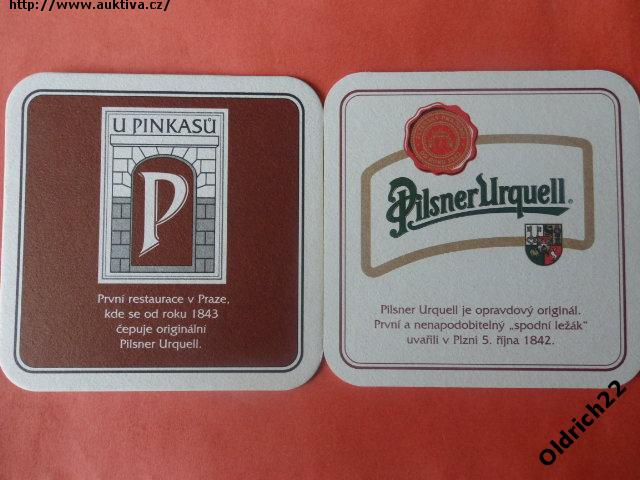 http://www.auktiva.cz/
U PINKASŮ
P
První restaurace v Praze,
kde se od roku 1843
čepuje originální
Pilsner Urquell.
Pilsner Urquell®
Pilsner Urquell je opravdový originál.
První a nenapodobitelný „spodní ležák“
uvařili v Plzni 5. října 1842.
Oldrich22